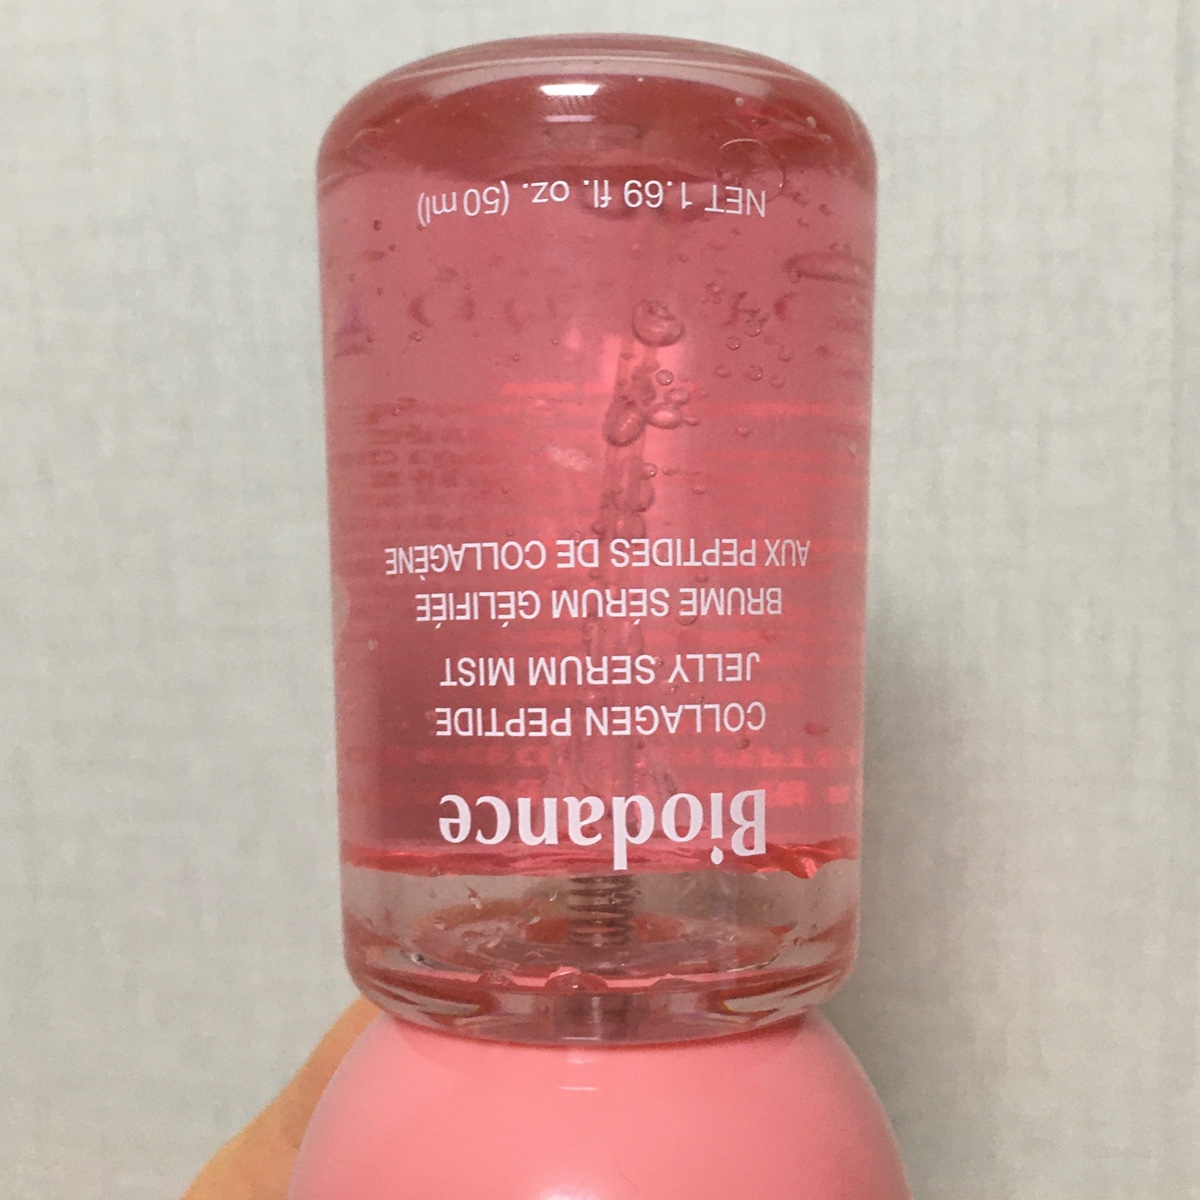 Biodance
COLLAGEN PEPTIDE
JELLY SERUM MIST
BRUME SÉRUM GÉLIFIÉE
AUX PEPTIDES DE COLLAGÈNE
NET 1.69 fl. oz. (50 ml)